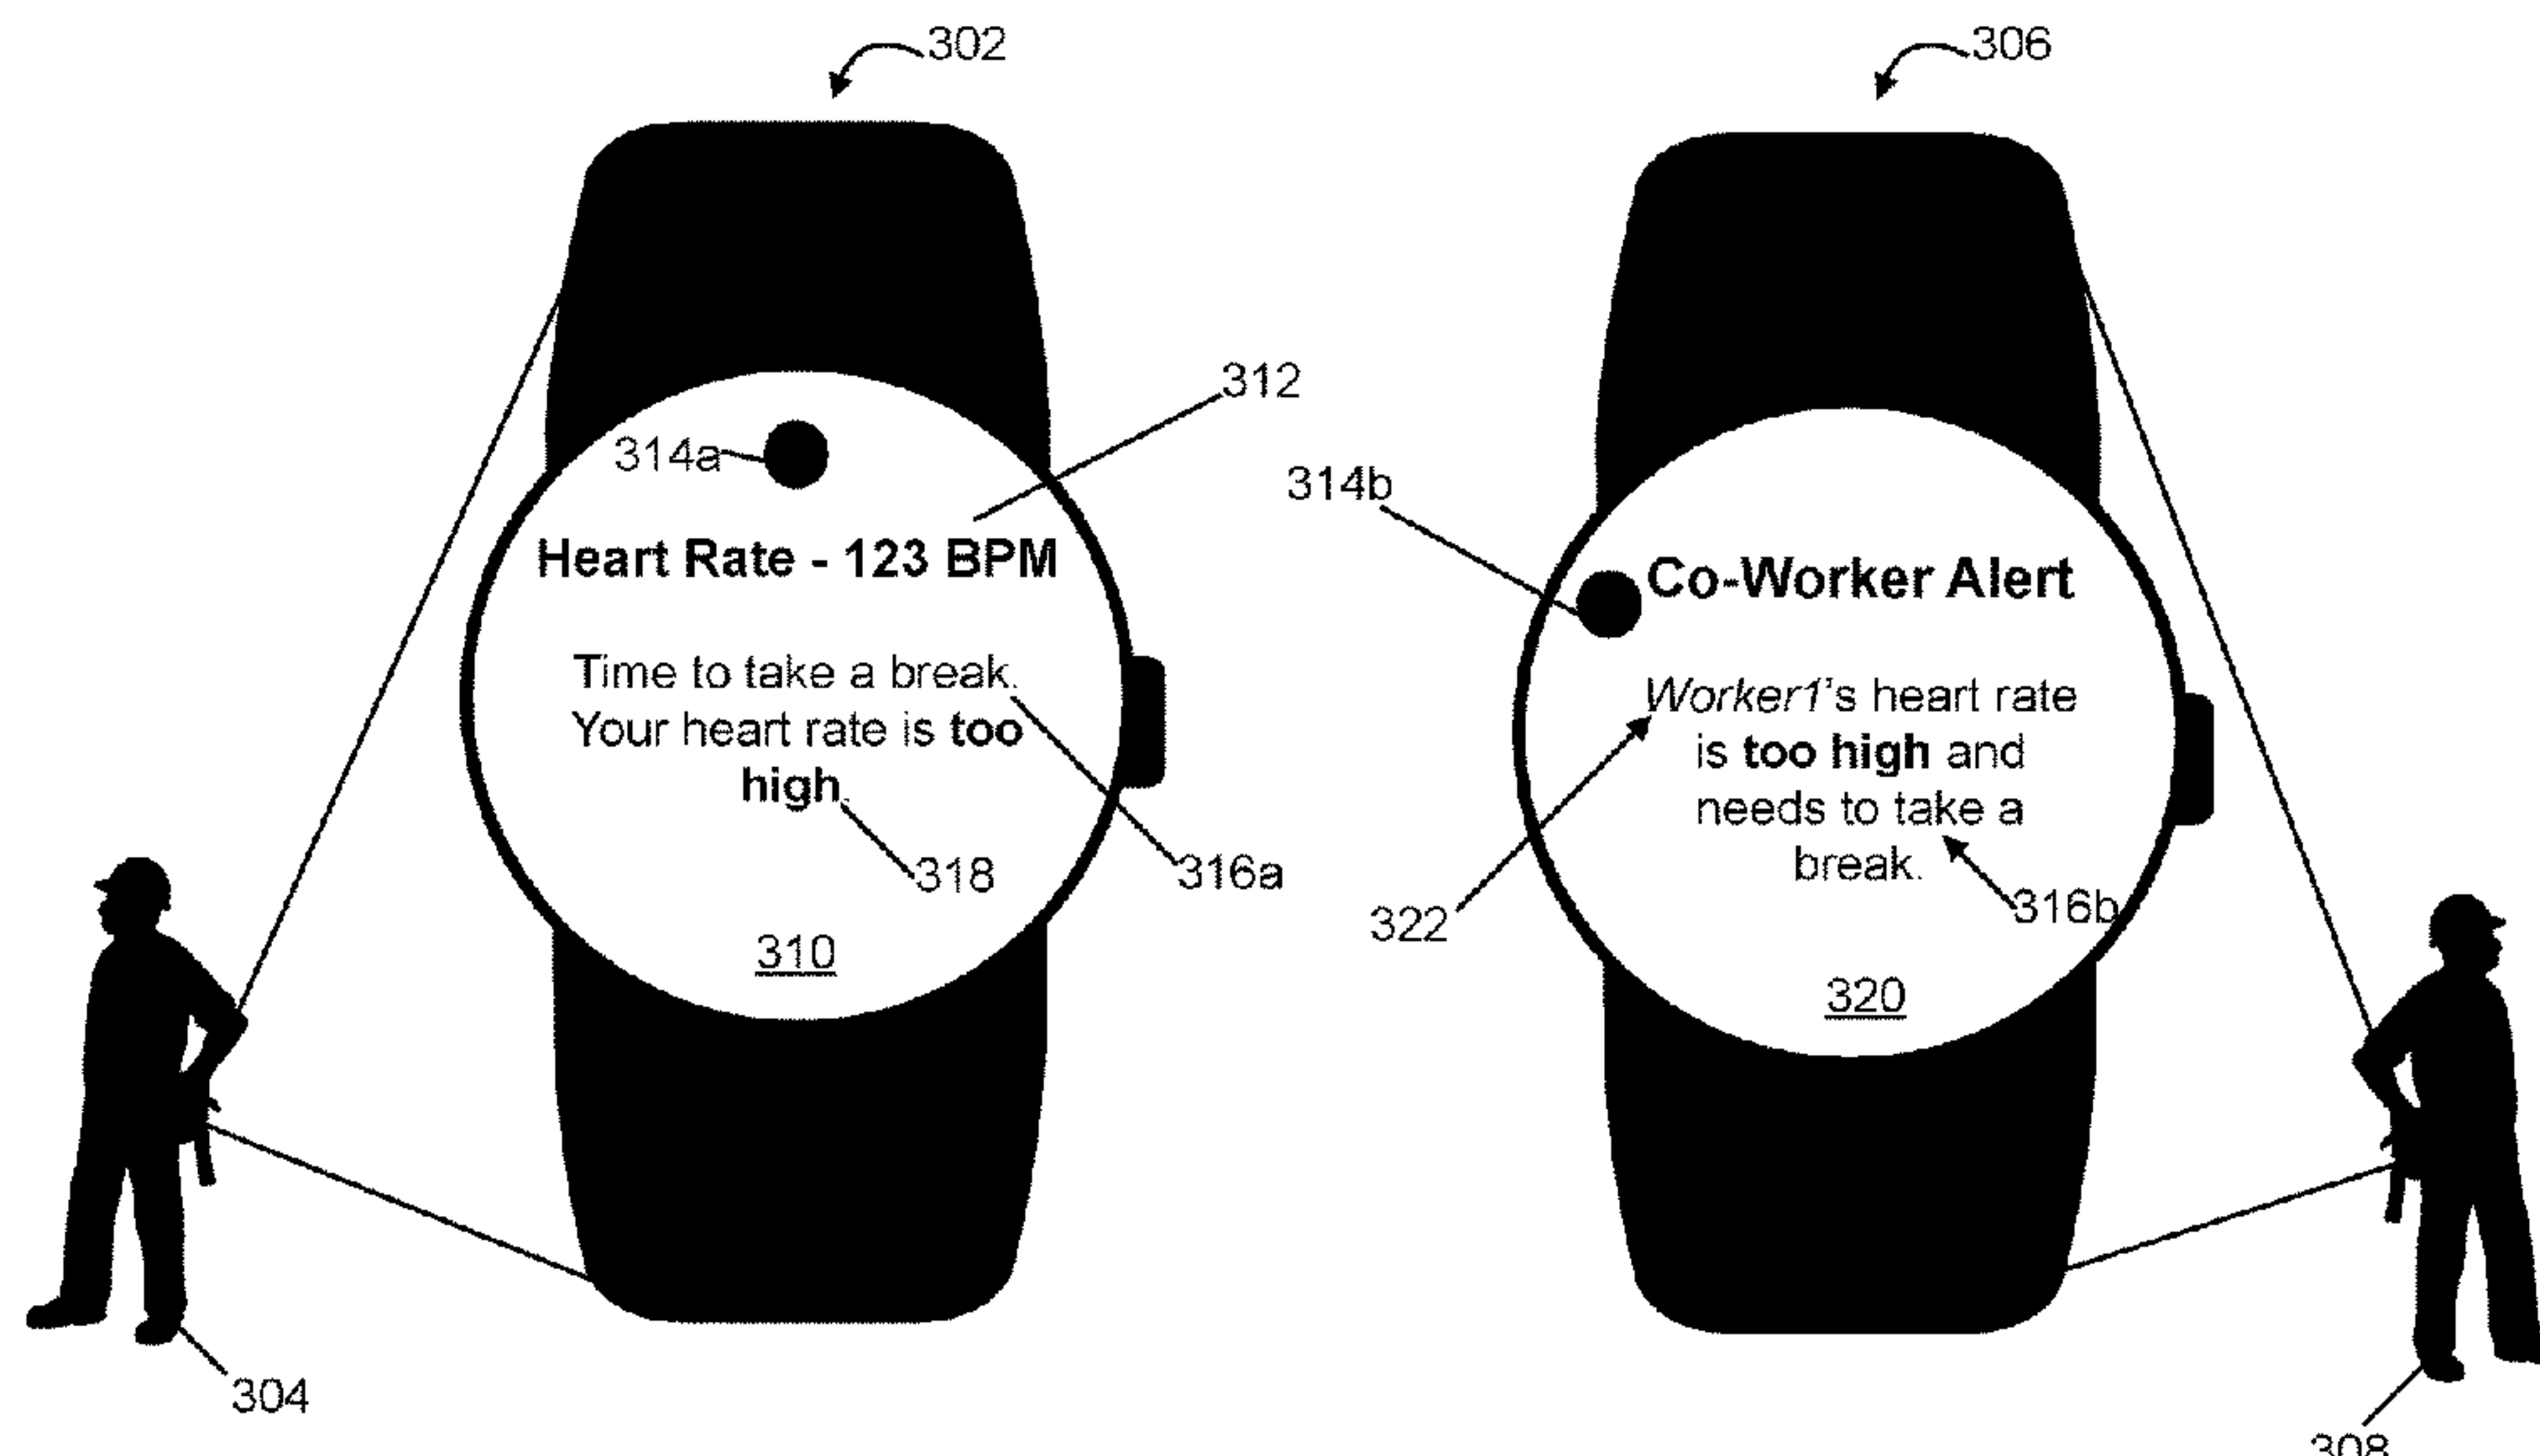 302
306
312
314a
314b
Heart Rate - 123 BPM
Time to take a break.
Your heart rate is too
high.
318
316a
310
304
Co-Worker Alert
Worker1's heart rate
is too high and
needs to take a
break.
322
316b
320
308